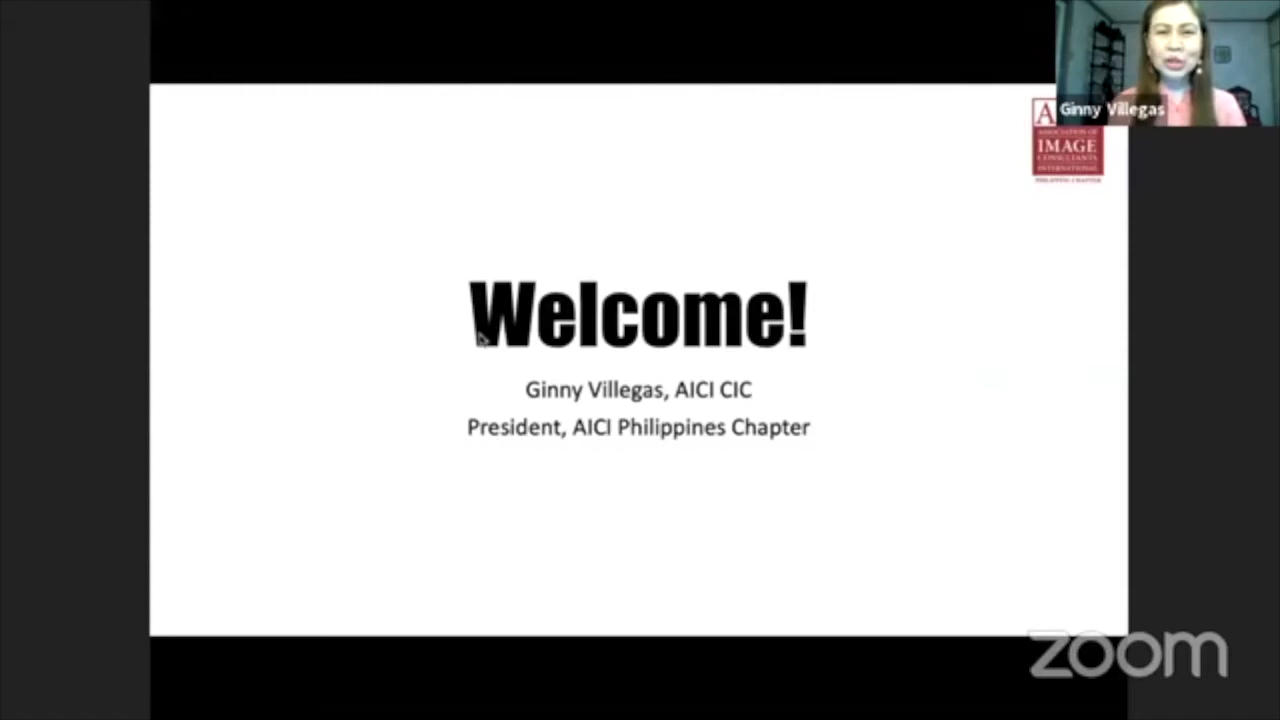 Ginny Villegas
A
ASSOCIATION OF
IMAGE
CONSULTANTS
INTERNATIONAL
PHILIPPINE CHAPTER
Welcome!
Ginny Villegas, AICI CIC
President, AICI Philippines Chapter
zoom